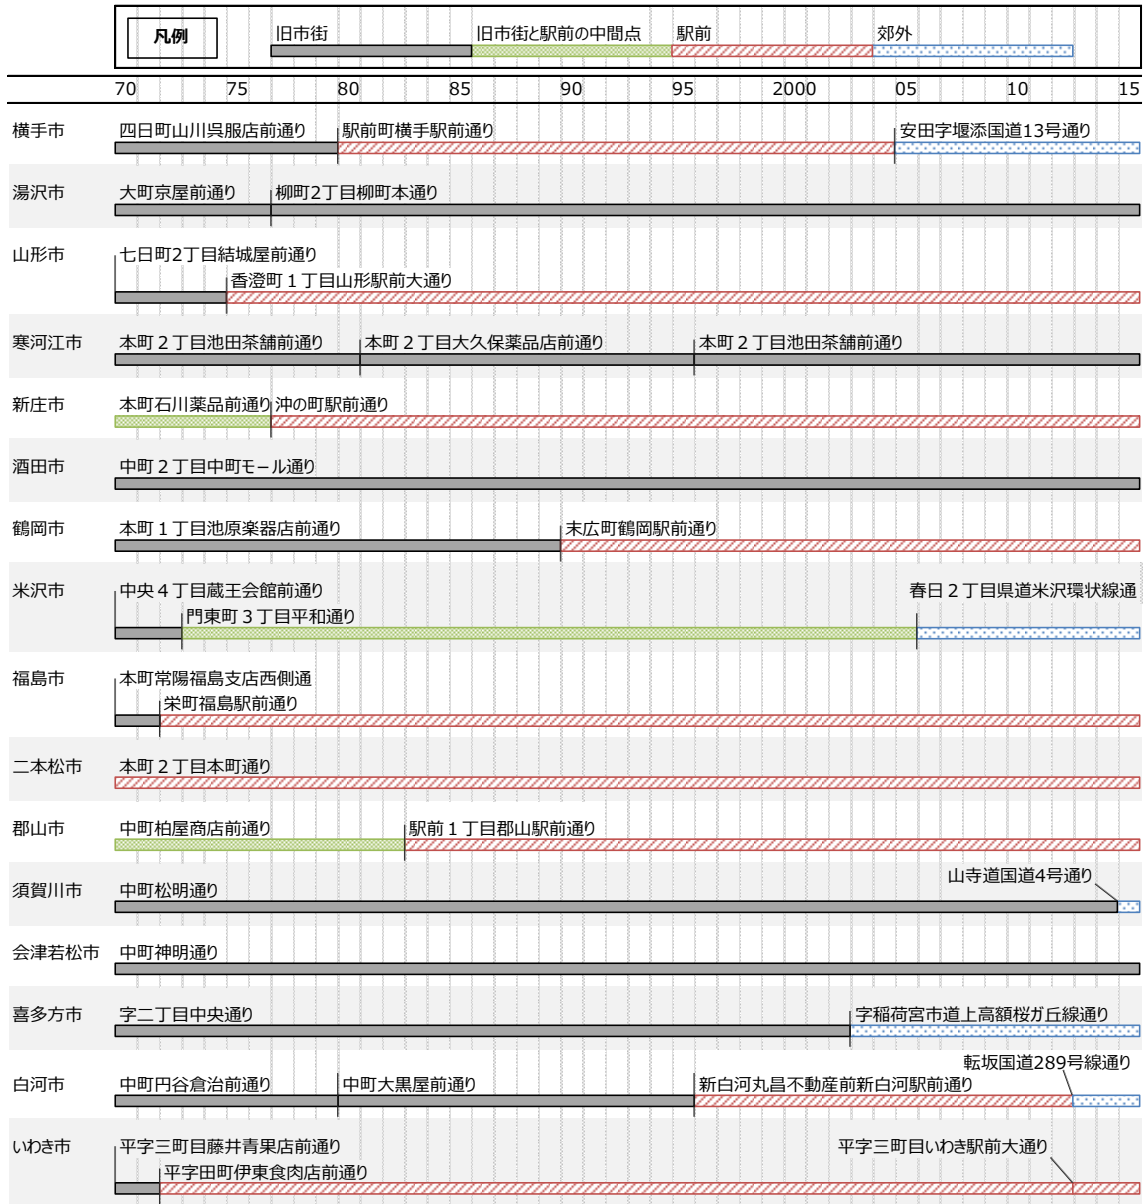 凡例
旧市街 旧市街と駅前の中間点 駅前 郊外
70 75 80 85 90 95 2000 05 10 15
横手市 四日町山川呉服店前通り 駅前町横手駅前通り 安田字堰添国道13号通り
湯沢市 大町京屋前通り 柳町2丁目柳町本通り
山形市 七日町2丁目結城屋前通り
香澄町１丁目山形駅前大通り
寒河江市 本町２丁目池田茶舗前通り 本町２丁目大久保薬品店前通り 本町２丁目池田茶舗前通り
新庄市 本町石川薬品前通り 沖の町駅前通り
酒田市 中町２丁目中町モール通り
鶴岡市 本町１丁目池原楽器店前通り 末広町鶴岡駅前通り
米沢市 中央４丁目蔵王会館前通り 春日２丁目県道米沢環状線通
門東町３丁目平和通り
福島市 本町常陽福島支店西側通
栄町福島駅前通り
二本松市 本町２丁目本町通り
郡山市 中町柏屋商店前通り 駅前１丁目郡山駅前通り
須賀川市 中町松明通り 山寺道国道4号通り
会津若松市 中町神明通り
喜多方市 字二丁目中央通り 字稲荷宮市道上高額桜ガ丘線通り
転坂国道289号線通り
白河市 中町円谷倉治前通り 中町大黒屋前通り 新白河丸昌不動産前新白河駅前通り
いわき市 平字三町目藤井青果店前通り 平字三町目いわき駅前大通り
平字田町伊東食肉店前通り